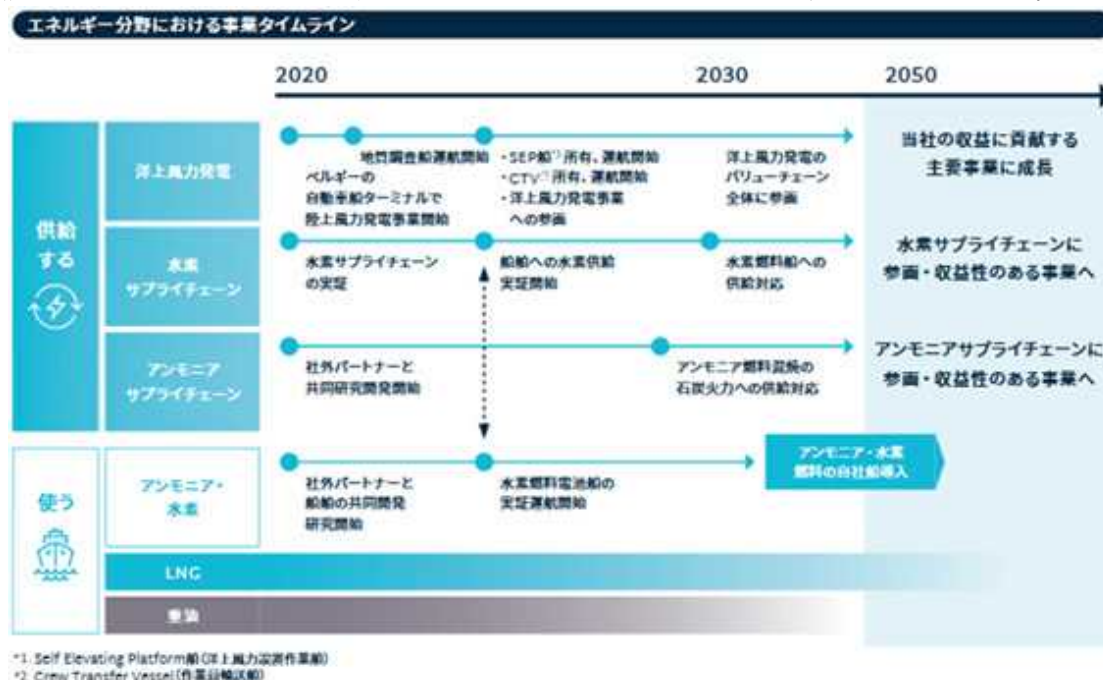 エネルギー分野における事業タイムライン
2020
2030
2050
供給
する
洋上風力発電
地質調査船運航開始
ベルギーの
自動車船ターミナルで
陸上風力発電事業開始
・SEP船*1所有、運航開始
・CTV*2所有、運航開始
・洋上風力発電事業
への参画
洋上風力発電の
バリューチェーン
全体に参画
当社の収益に貢献する
主要事業に成長
水素
サプライチェーン
水素サプライチェーン
の実証
船舶への水素供給
実証開始
水素燃料船への
供給対応
水素サプライチェーンに
参画・収益性のある事業へ
アンモニア
サプライチェーン
社外パートナーと
共同研究開発開始
アンモニア燃料混焼の
石炭火力への供給対応
アンモニアサプライチェーンに
参画・収益性のある事業へ
使う
アンモニア・
水素
社外パートナーと
船舶の共同開発
研究開始
水素燃料電池船の
実証運航開始
アンモニア・水素
燃料の自社船導入
LNG
重油
*1: Self Elevating Platform船(洋上風力設置作業船)
*2: Crew Transfer Vessel(作業員輸送船)